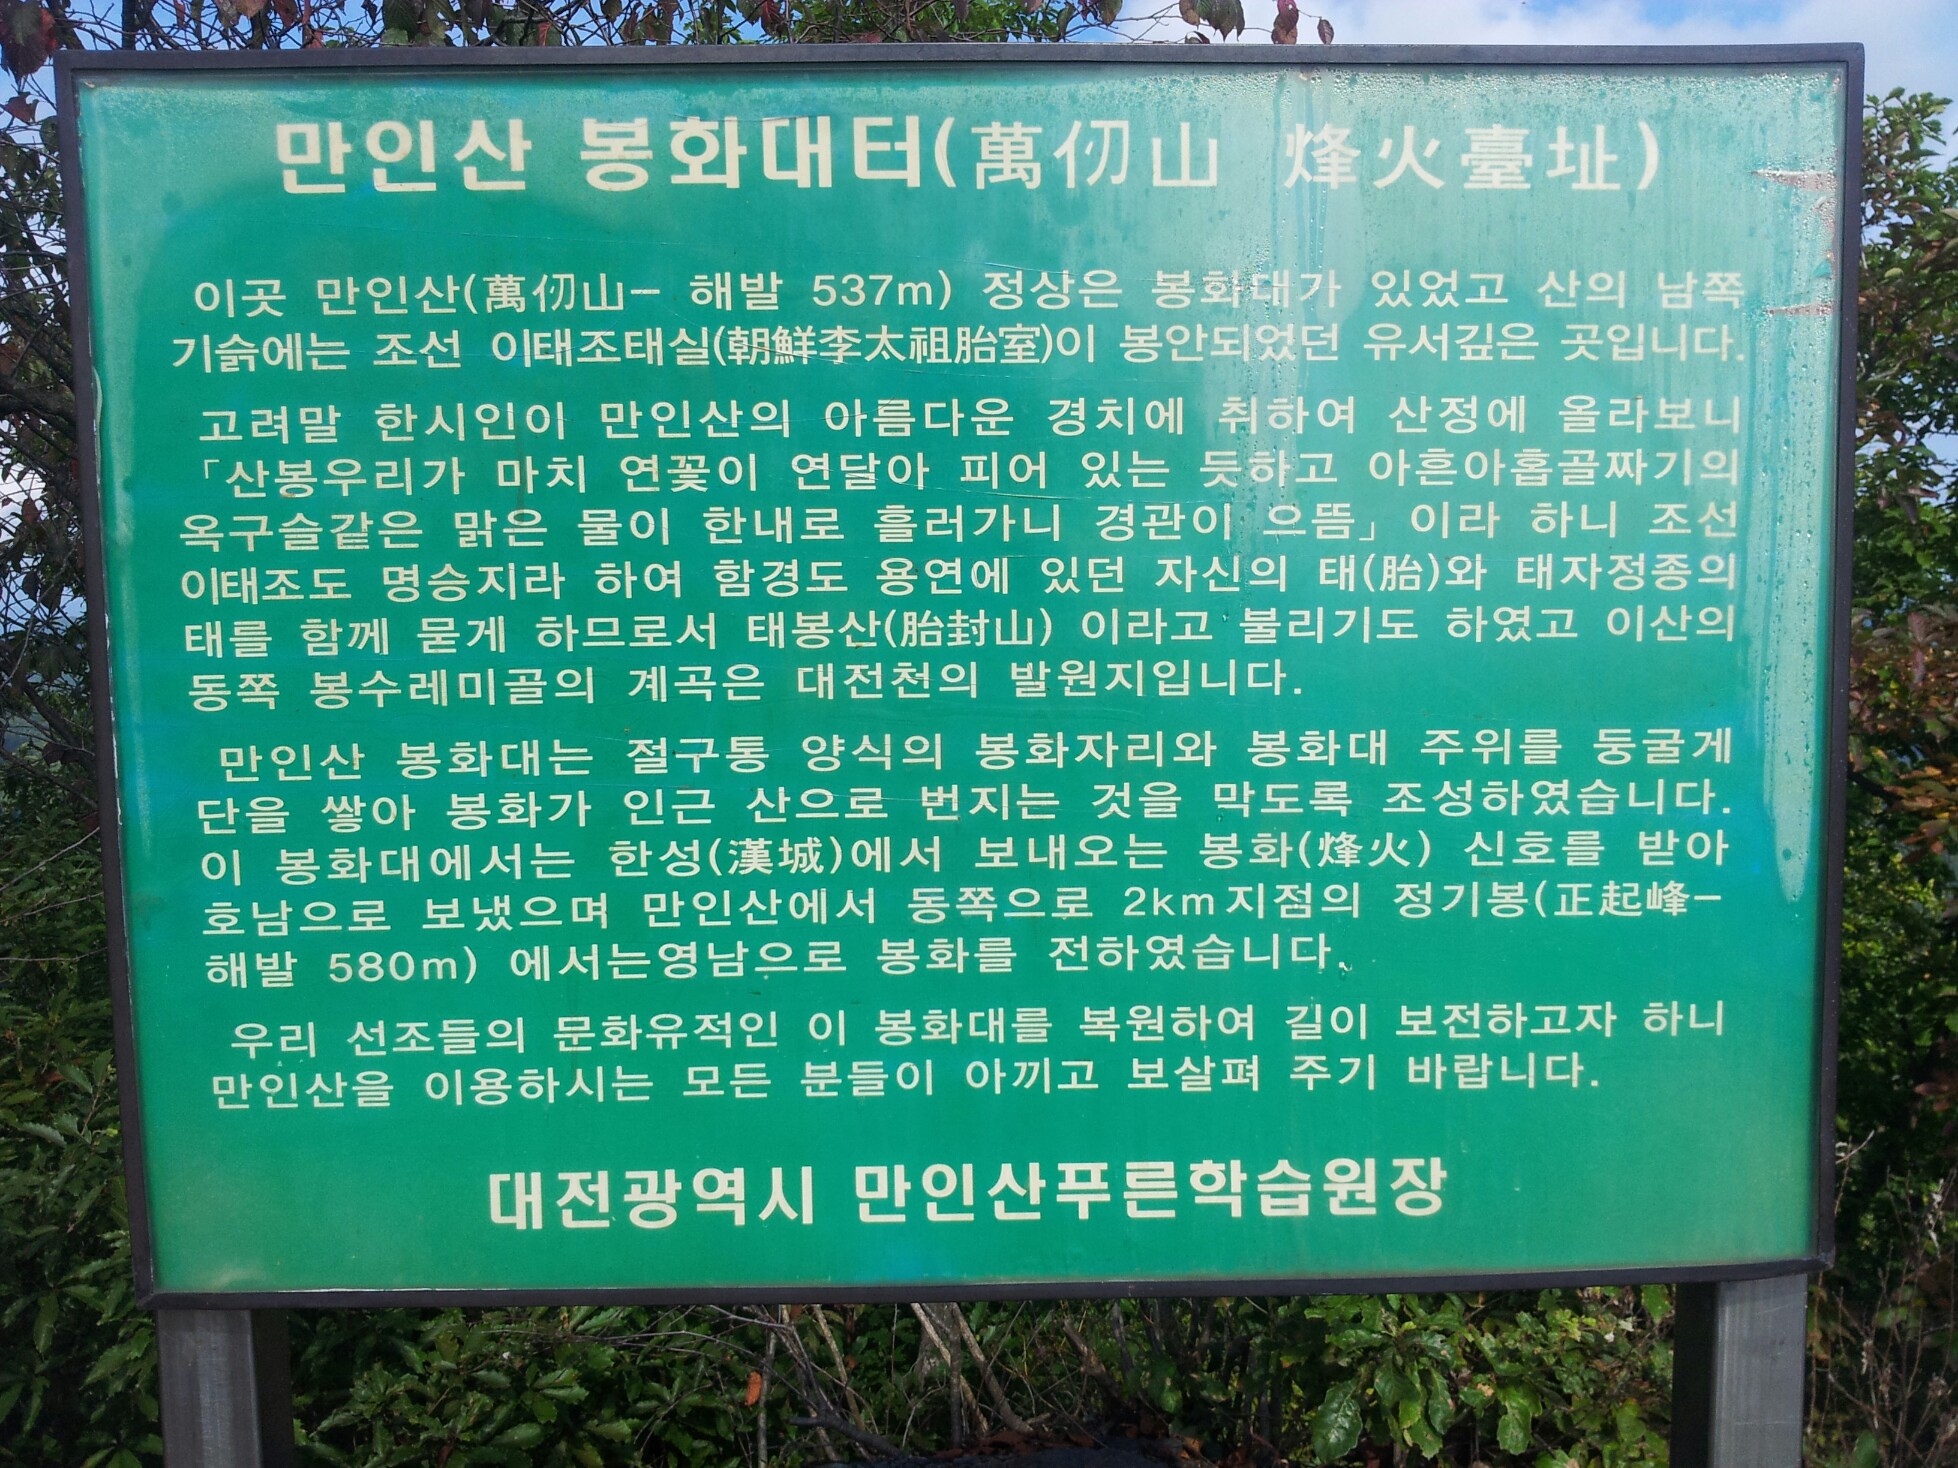 만인산 봉화대터(萬仞山 烽火臺址)
이곳 만인산(萬仞山- 해발 537m) 정상은 봉화대가 있었고 산의 남쪽
기슭에는 조선 이태조태실(朝鮮李太祖胎室)이 봉안되었던 유서깊은 곳입니다.
고려말 한시인이 만인산의 아름다운 경치에 취하여 산정에 올라보니
「산봉우리가 마치 연꽃이 연달아 피어 있는 듯하고 아흔아홉골짜기의
옥구슬같은 맑은 물이 한내로 흘러가니 경관이 으뜸」이라 하니 조선
이태조도 명승지라 하여 함경도 용연에 있던 자신의 태(胎)와 태자정종의
태를 함께 묻게 하므로서 태봉산(胎封山) 이라고 불리기도 하였고 이산의
동쪽 봉수레미골의 계곡은 대전천의 발원지입니다.
만인산 봉화대는 절구통 양식의 봉화자리와 봉화대 주위를 둥굴게
단을 쌓아 봉화가 인근 산으로 번지는 것을 막도록 조성하였습니다.
이 봉화대에서는 한성(漢城)에서 보내오는 봉화(烽火) 신호를 받아
호남으로 보냈으며 만인산에서 동쪽으로 2km지점의 정기봉(正起峰-
해발 580m) 에서는영남으로 봉화를 전하였습니다.
우리 선조들의 문화유적인 이 봉화대를 복원하여 길이 보전하고자 하니
만인산을 이용하시는 모든 분들이 아끼고 보살펴 주기 바랍니다.
대전광역시 만인산푸른학습원장